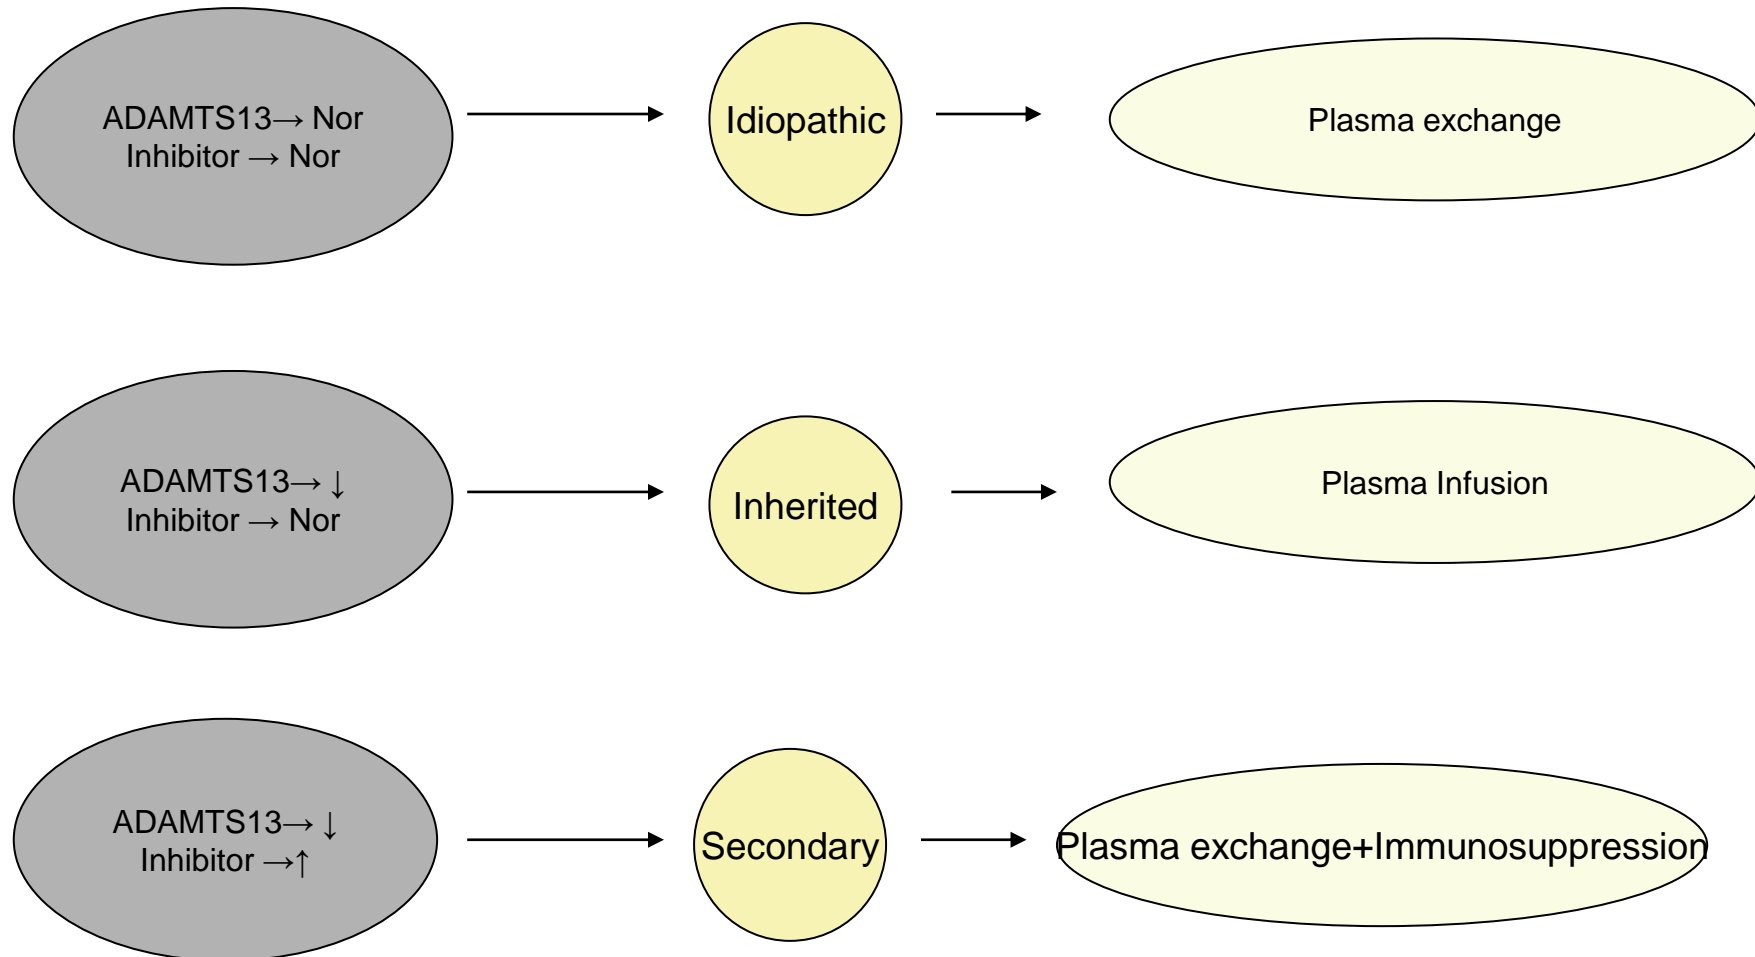 ADAMTS13→ Nor
Inhibitor → Nor
Idiopathic
Plasma exchange
ADAMTS13→ ↓
Inhibitor → Nor
Inherited
Plasma Infusion
ADAMTS13→ ↓
Inhibitor →↑
Secondary
Plasma exchange+Immunosuppression